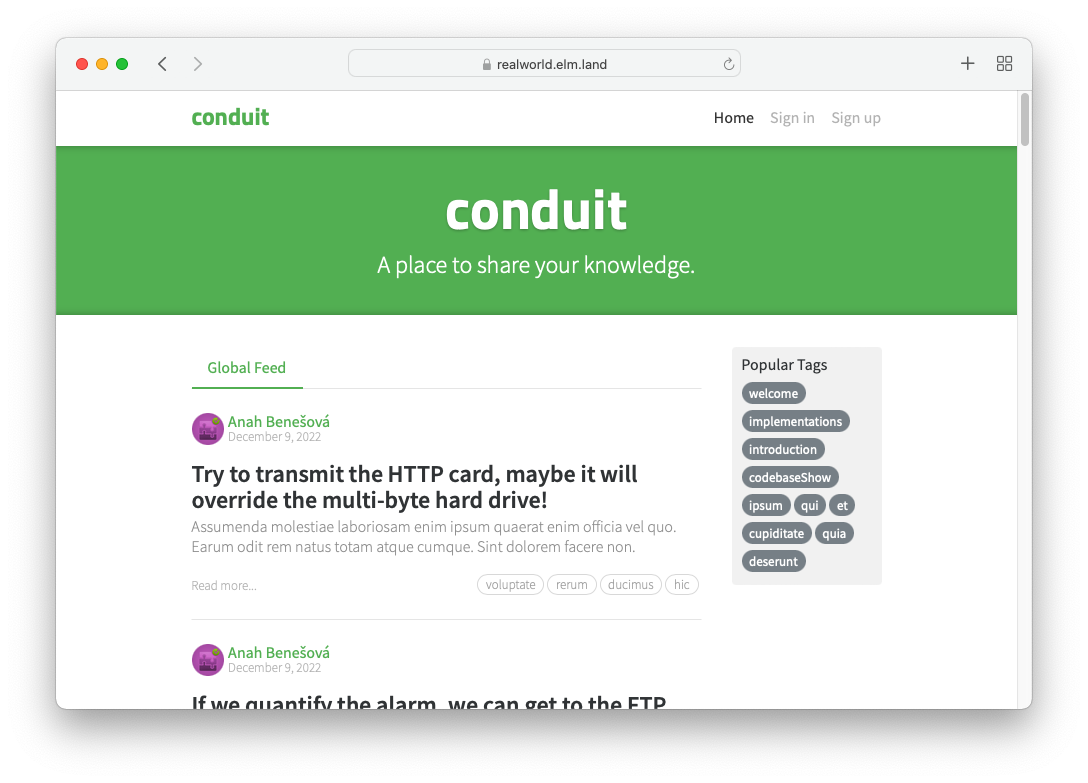 realworld.elm.land
conduit
Home Sign in Sign up
conduit
A place to share your knowledge.
Global Feed
Anah Benešová
December 9, 2022
Try to transmit the HTTP card, maybe it will
override the multi-byte hard drive!
Assumenda molestiae laboriosam enim ipsum quaerat enim officia vel quo.
Earum odit rem natus totam atque cumque. Sint dolorem facere non.
Read more...
voluptate rerum ducimus hic
Anah Benešová
December 9, 2022
If we quantify the alarm, we can get to the FTP
Popular Tags
welcome
implementations
introduction
codebaseShow
ipsum qui et
cupiditate quia
deserunt